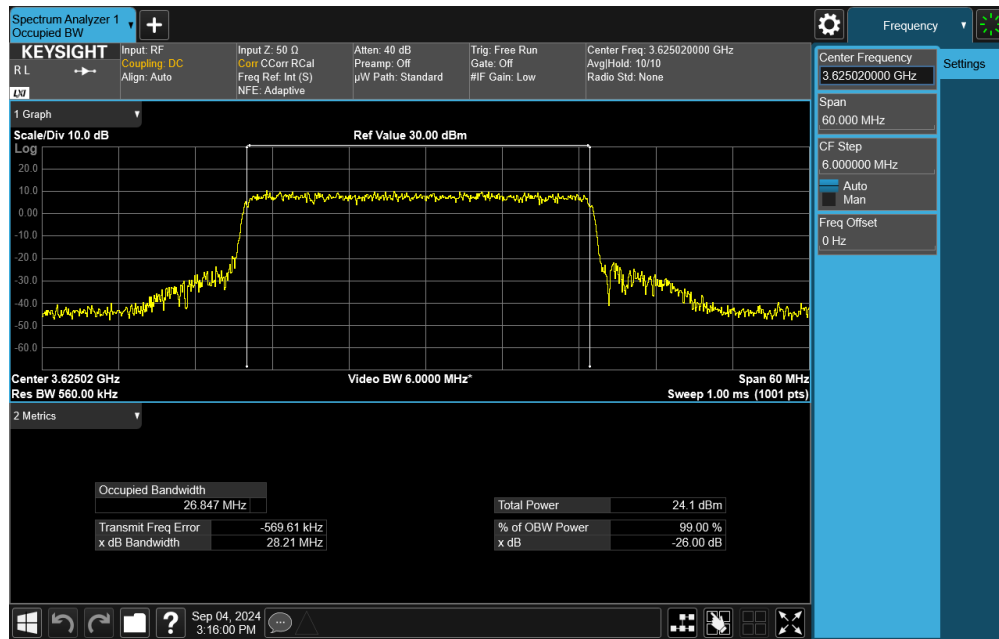 Spectrum Analyzer 1
Occupied BW
Frequency
KEYSIGHT
R L
LXI
Input: RF
Coupling: DC
Align: Auto
Input Z: 50 Ω
Corr CCorr RCal
Freq Ref: Int (S)
NFE: Adaptive
Atten: 40 dB
Preamp: Off
µW Path: Standard
Trig: Free Run
Gate: Off
#IF Gain: Low
Center Freq: 3.625020000 GHz
Avg|Hold: 10/10
Radio Std: None
Center Frequency
3.625020000 GHz
Settings
Span
60.000 MHz
CF Step
6.000000 MHz
Auto
Man
Freq Offset
0 Hz
1 Graph
Scale/Div 10.0 dB
Ref Value 30.00 dBm
Log
20.0
10.0
0.00
-10.0
-20.0
-30.0
-40.0
-50.0
-60.0
Center 3.62502 GHz
Video BW 6.0000 MHz*
Span 60 MHz
Res BW 560.00 kHz
Sweep 1.00 ms (1001 pts)
2 Metrics
Occupied Bandwidth
26.847 MHz
Total Power 24.1 dBm
Transmit Freq Error -569.61 kHz
% of OBW Power 99.00 %
x dB Bandwidth 28.21 MHz
x dB -26.00 dB
?
Sep 04, 2024
3:16:00 PM